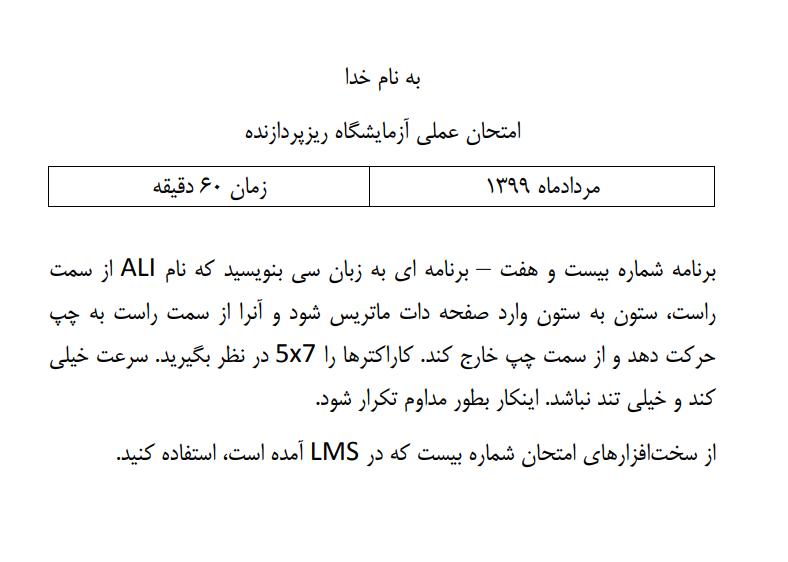 به نام خدا
امتحان عملی آزمایشگاه ریزپردازنده
مردادماه ۱۳۹۹
زمان ۶۰ دقیقه
برنامه شماره بیست و هفت – برنامه ای به زبان سی بنویسید که نام ALI از سمت
راست، ستون به ستون وارد صفحه دات ماتریس شود و آنرا از سمت راست به چپ
حرکت دهد و از سمت چپ خارج کند. کاراکترها را 5x7 در نظر بگیرید. سرعت خیلی
کند و خیلی تند نباشد. اینکار بطور مداوم تکرار شود.
از سخت‌افزارهای امتحان شماره بیست که در LMS آمده است، استفاده کنید.